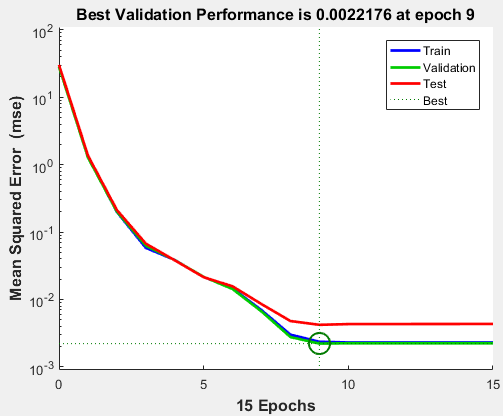 Best Validation Performance is 0.0022176 at epoch 9
Mean Squared Error (mse)
10^2
10^1
10^0
10^-1
10^-2
10^-3
Train
Validation
Test
Best
0 5 10 15
15 Epochs